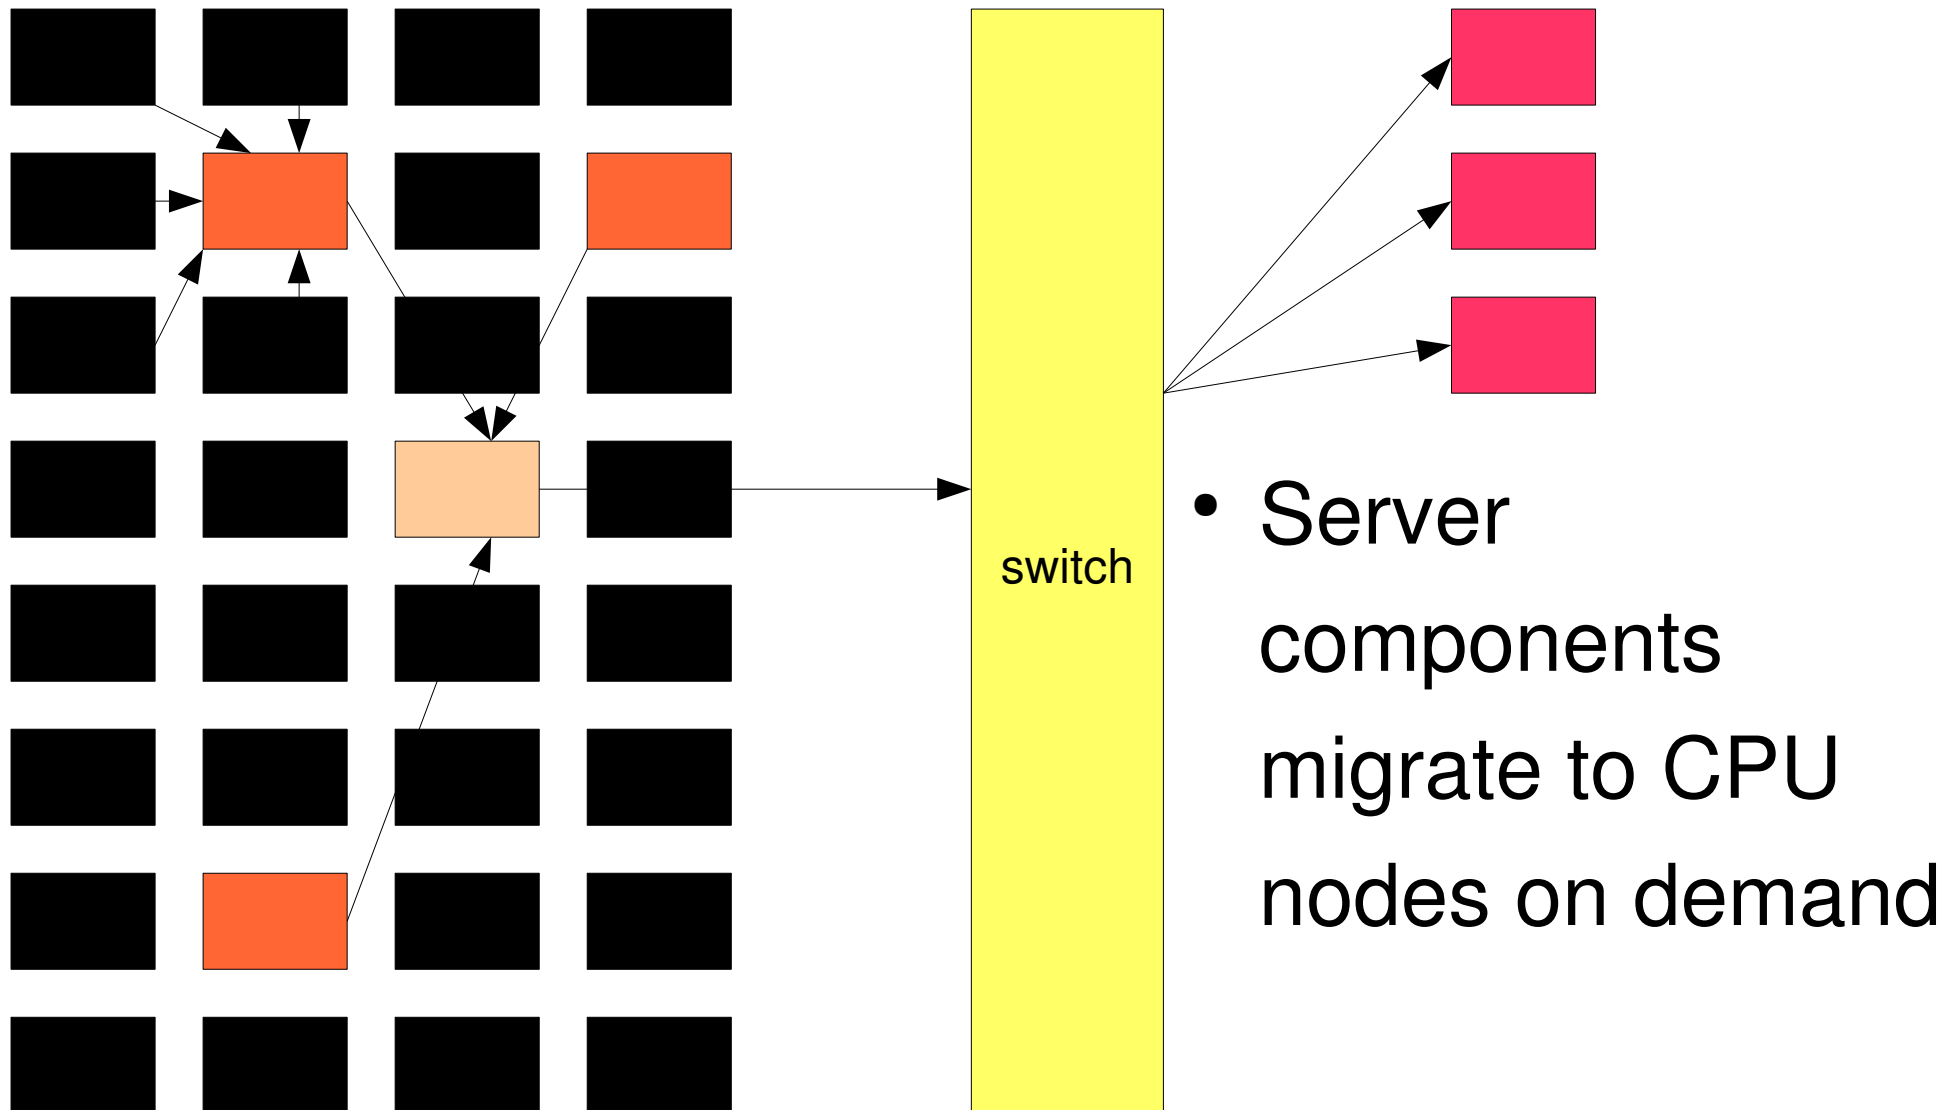 switch
• Server
components
migrate to CPU
nodes on demand